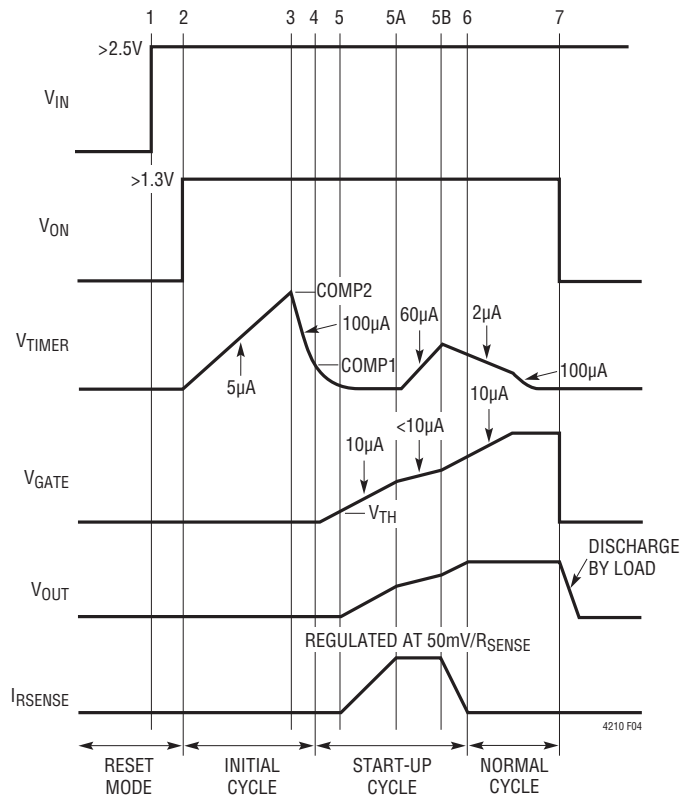 1 2 3 4 5 5A 5B 6 7
>2.5V
VIN
>1.3V
VON
COMP2
100µA
COMP1
60µA
2µA
100µA
VTIMER
5µA
10µA
<10µA
10µA
VGATE
VTH
DISCHARGE
BY LOAD
VOUT
REGULATED AT 50mV/RSENSE
IRSENSE
4210 F04
RESET
MODE
INITIAL
CYCLE
START-UP
CYCLE
NORMAL
CYCLE